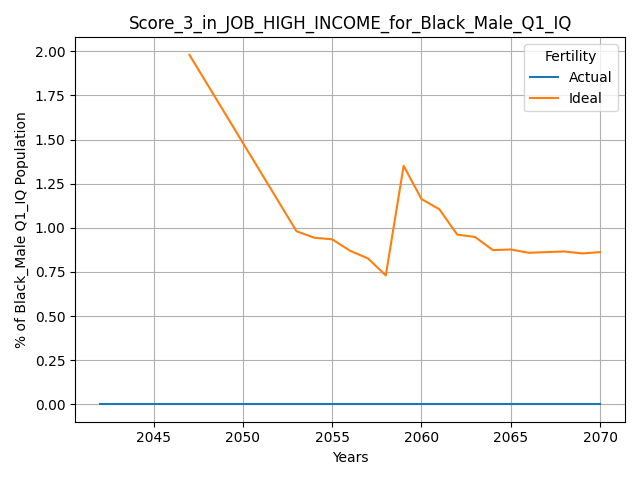 Score_3_in_JOB_HIGH_INCOME_for_Black_Male_Q1_IQ
Fertility
Actual
Ideal
% of Black_Male Q1_IQ Population
2.00
1.75
1.50
1.25
1.00
0.75
0.50
0.25
0.00
2045 2050 2055 2060 2065 2070
Years